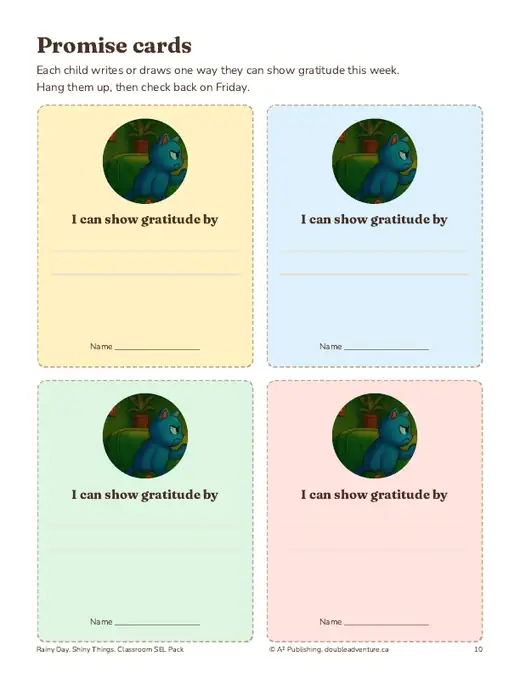 Promise cards
Each child writes or draws one way they can show gratitude this week.
Hang them up, then check back on Friday.
I can show gratitude by
Name
I can show gratitude by
Name
I can show gratitude by
Name
I can show gratitude by
Name
Rainy Day, Shiny Things. Classroom SEL Pack
© A² Publishing. doubleadventure.ca
10